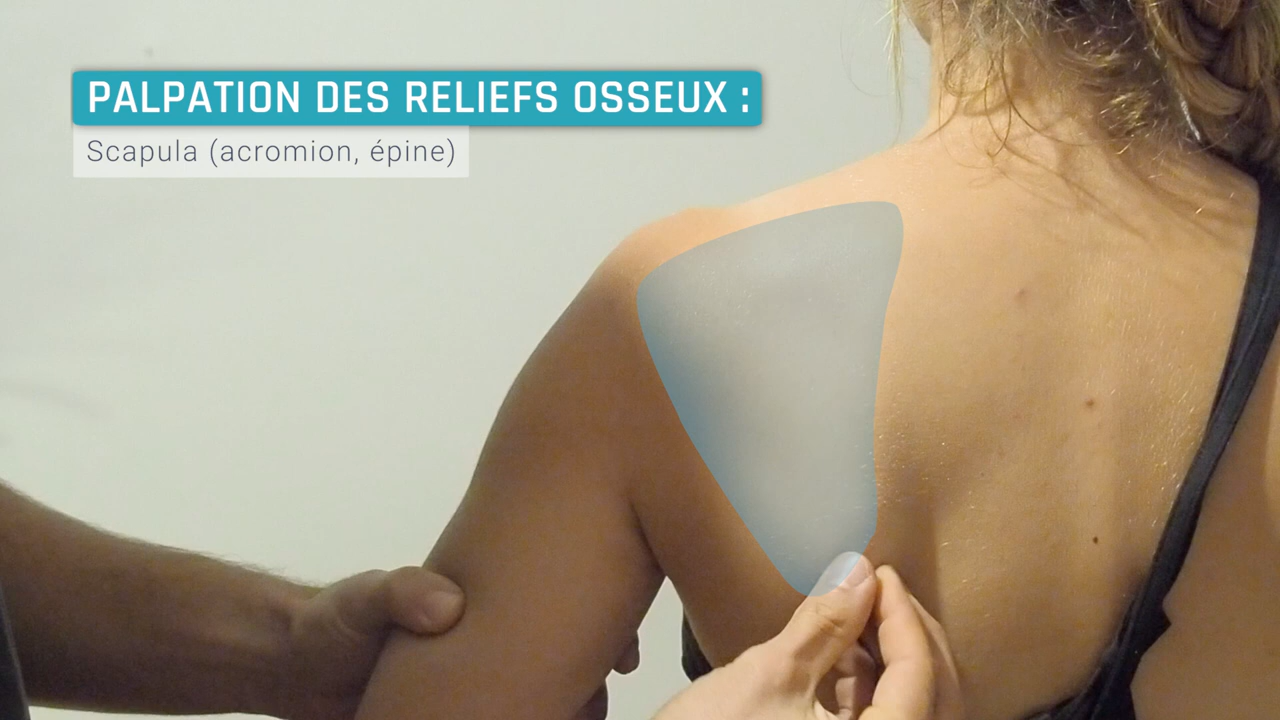 PALPATION DES RELIEFS OSSEUX :
Scapula (acromion, épine)